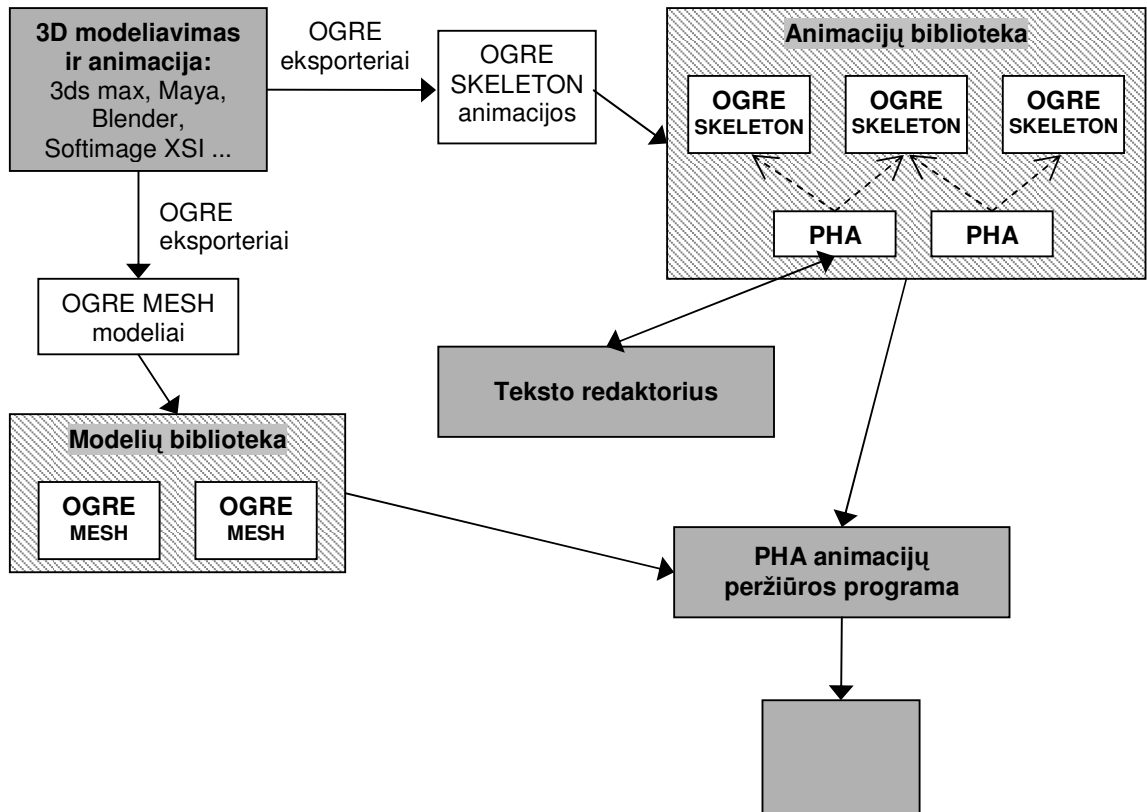 3D modeliavimas
ir animacija:
3ds max, Maya,
Blender,
Softimage XSI ...
OGRE
eksporteriai
OGRE
SKELETON
animacijos
Animacijų biblioteka
OGRE
SKELETON
OGRE
SKELETON
OGRE
SKELETON
PHA
PHA
OGRE
eksporteriai
OGRE MESH
modeliai
Teksto redaktorius
Modelių biblioteka
OGRE
MESH
OGRE
MESH
PHA animacijų
peržiūros programa